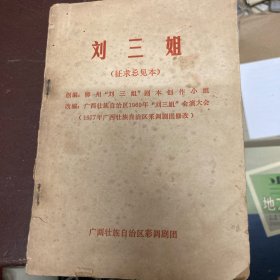 刘三姐
（征求意见本）
创编：柳州“刘三姐”剧本创作小组
改编：广西壮族自治区1960年“刘三姐”会演大会
（1977年广西壮族自治区彩调剧团修改）
广西壮族自治区彩调剧团